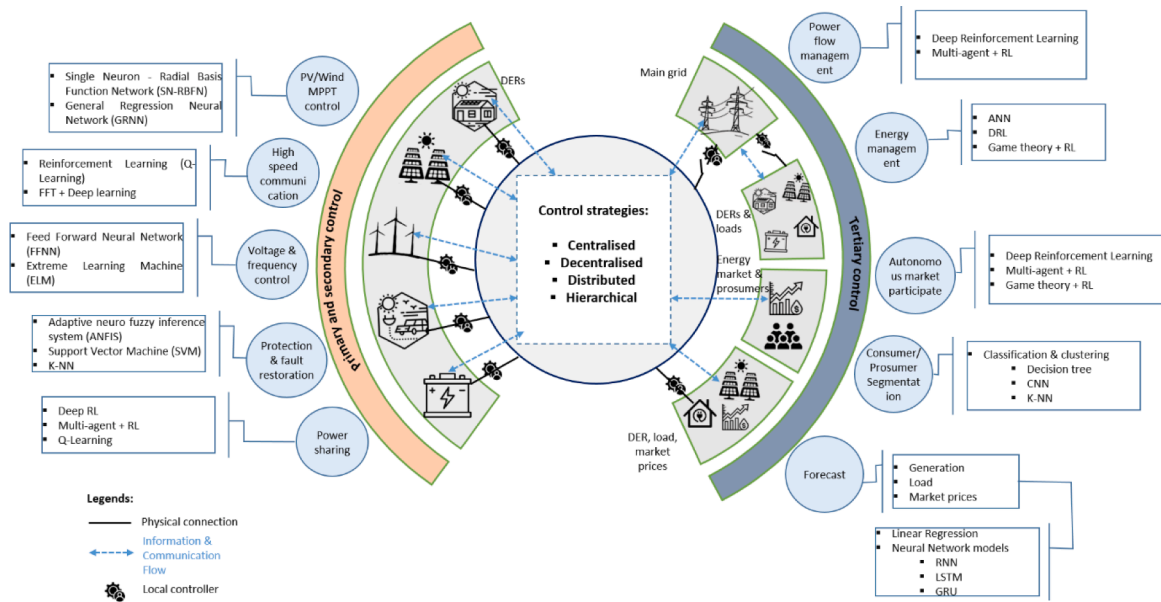 Single Neuron - Radial Basis
Function Network (SN-RBFN)
General Regression Neural
Network (GRNN)
PV/Wind
MPPT
control
Reinforcement Learning (Q-
Learning)
FFT + Deep learning
High
speed
communi
cation
Feed Forward Neural Network
(FFNN)
Extreme Learning Machine
(ELM)
Voltage &
frequency
control
Adaptive neuro fuzzy inference
system (ANFIS)
Support Vector Machine (SVM)
K-NN
Protection
& fault
restoration
Deep RL
Multi-agent + RL
Q-Learning
Power
sharing
Primary and secondary control
DERs
Control strategies:
Centralised
Decentralised
Distributed
Hierarchical
Main grid
DERs &
loads
Energy
market &
prosumers
DER, load,
market
prices
Tertiary control
Power
flow
managem
ent
Deep Reinforcement Learning
Multi-agent + RL
Energy
managem
ent
ANN
DRL
Game theory + RL
Autonomo
us market
participate
Deep Reinforcement Learning
Multi-agent + RL
Game theory + RL
Consumer/
Prosumer
Segmentat
ion
Classification & clustering
Decision tree
CNN
K-NN
Forecast
Generation
Load
Market prices
Linear Regression
Neural Network models
RNN
LSTM
GRU
Legends:
Physical connection
Information &
Communication
Flow
Local controller